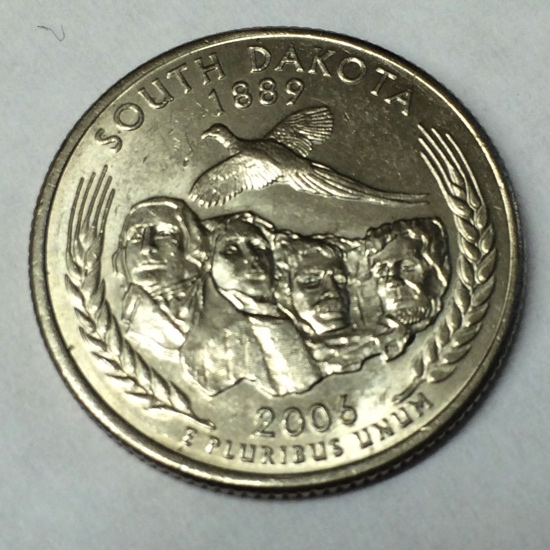 SOUTH DAKOTA
1889
2006
E PLURIBUS UNUM